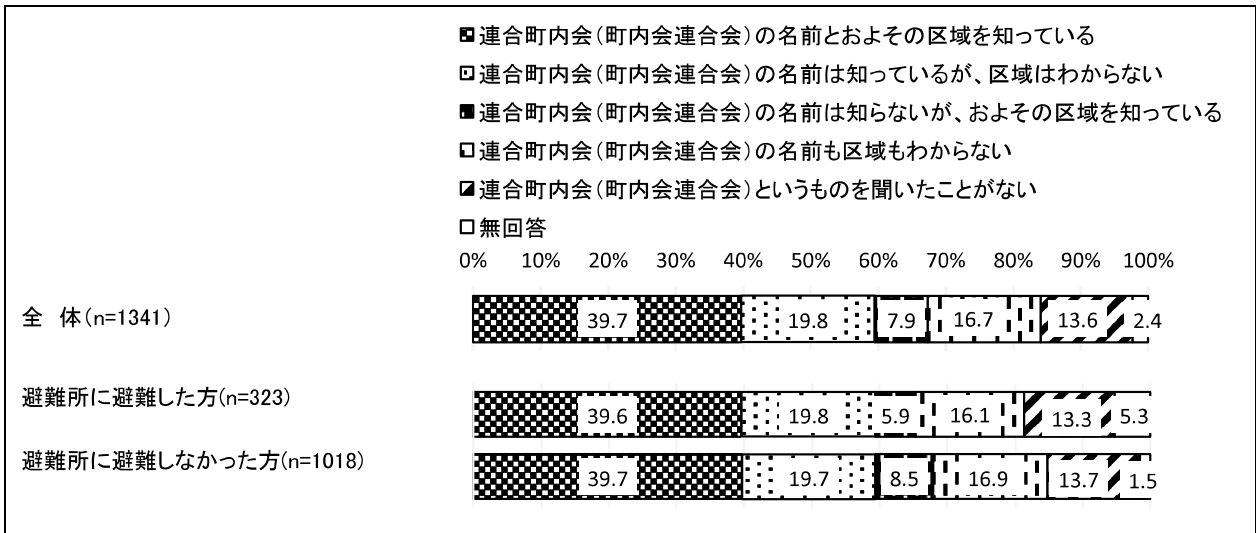 連合町内会（町内会連合会）の名前とおよその区域を知っている
連合町内会（町内会連合会）の名前は知っているが、区域はわからない
連合町内会（町内会連合会）の名前は知らないが、およその区域を知っている
連合町内会（町内会連合会）の名前も区域もわからない
連合町内会（町内会連合会）というものを聞いたことがない
無回答
0% 10% 20% 30% 40% 50% 60% 70% 80% 90% 100%
全　体（n=1341） 39.7 19.8 7.9 16.7 13.6 2.4
避難所に避難した方(n=323) 39.6 19.8 5.9 16.1 13.3 5.3
避難所に避難しなかった方(n=1018) 39.7 19.7 8.5 16.9 13.7 1.5